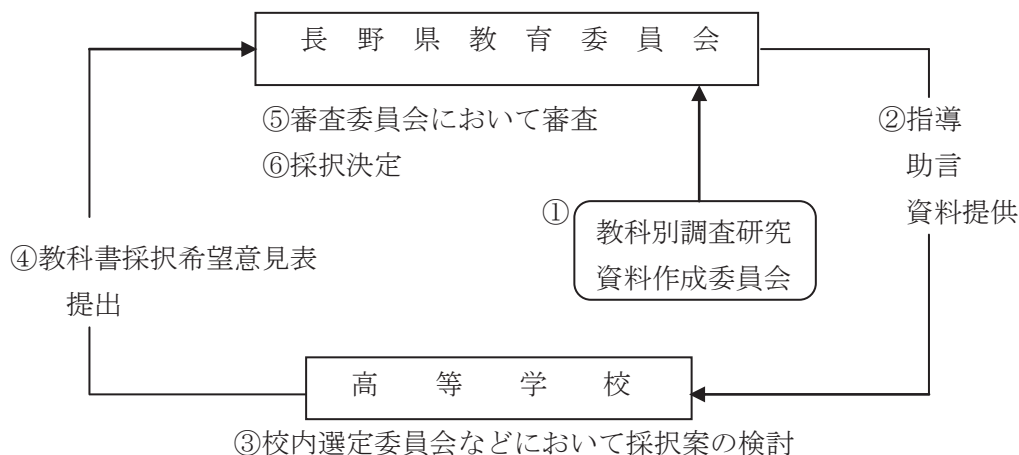 長野県教育委員会
⑤審査委員会において審査
⑥採択決定
②指導
助言
資料提供
①
教科別調査研究
資料作成委員会
④教科書採択希望意見表
提出
高等学校
③校内選定委員会などにおいて採択案の検討